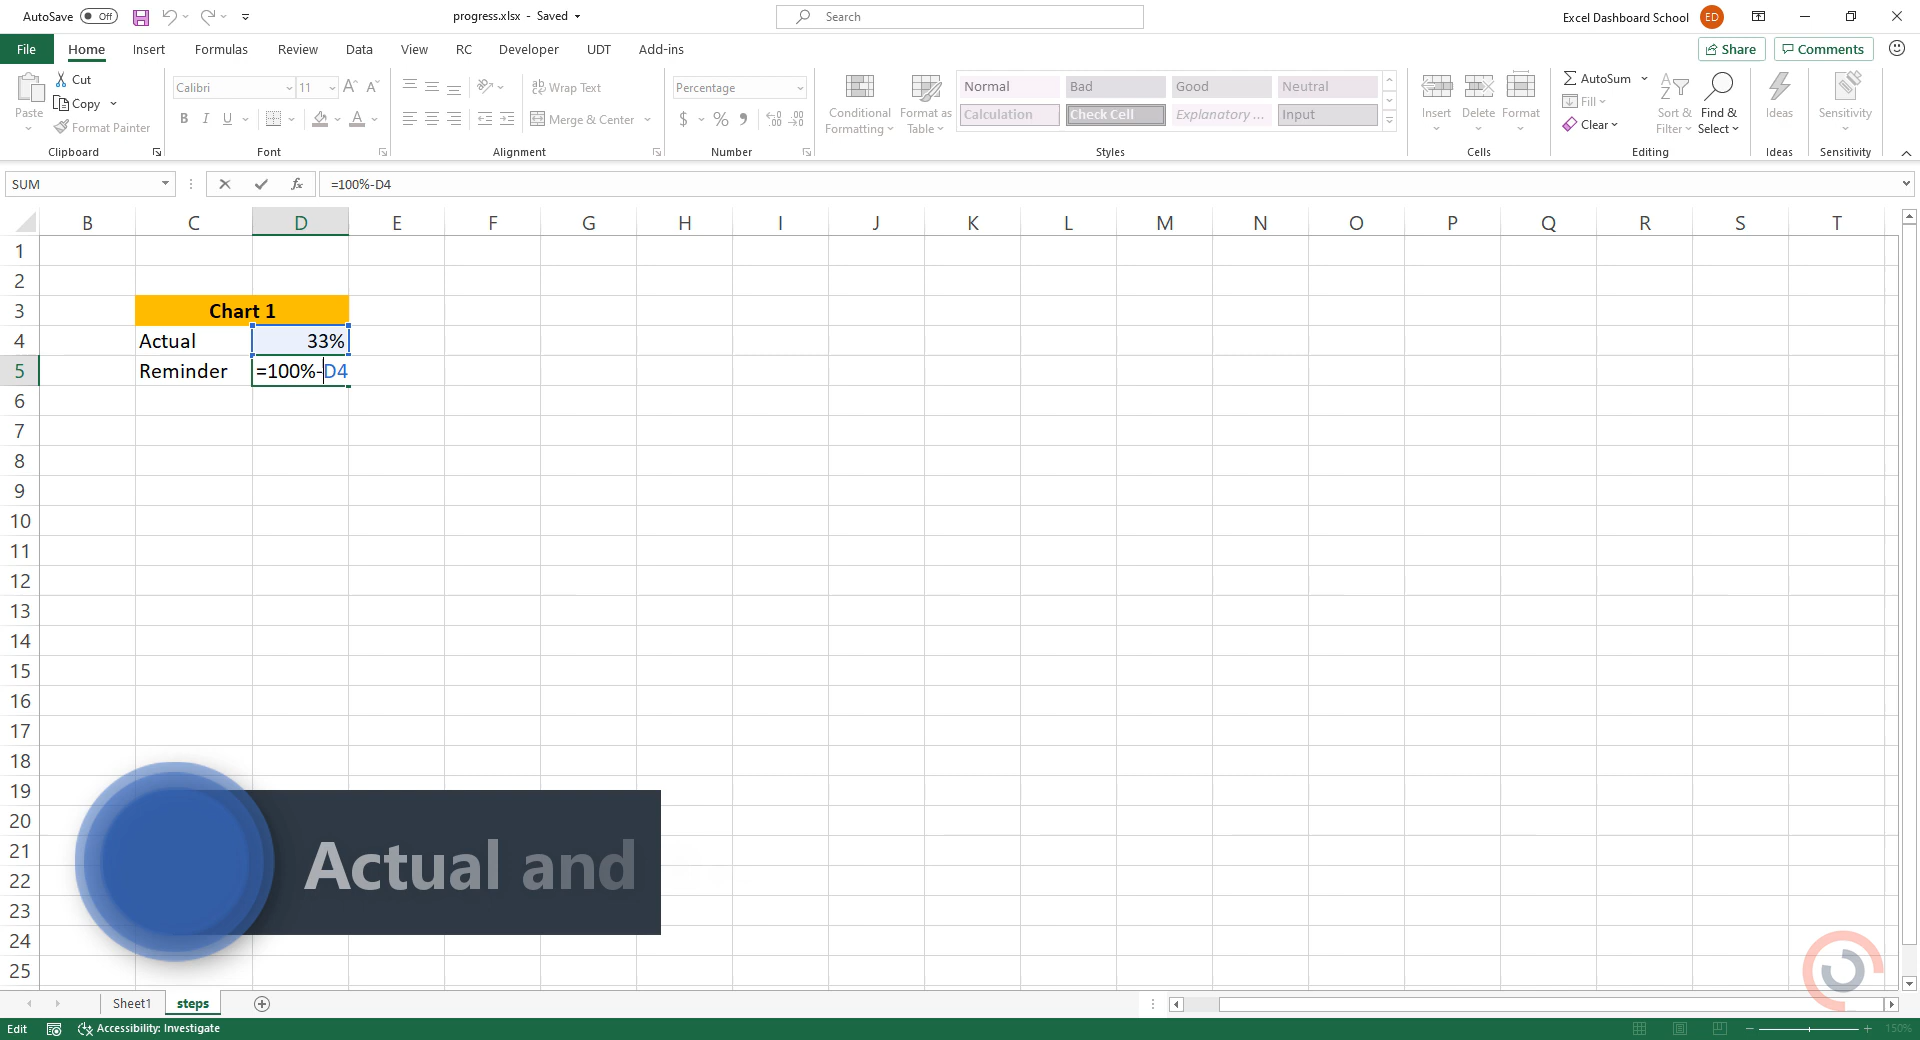 AutoSave Off progress.xlsx - Saved Search Excel Dashboard School ED
File Home Insert Formulas Review Data View RC Developer UDT Add-ins Share Comments
Paste Cut Copy Format Painter
Clipboard
Calibri 11
B I U A
Font
Wrap Text
Merge & Center
Alignment
Percentage
$ %
Number
Conditional Formatting
Format as Table
Normal Bad Good Neutral
Calculation Check Cell Explanatory ... Input
Styles
Insert Delete Format
Cells
AutoSum
Fill
Clear
Sort & Filter
Find & Select
Editing
Ideas
Ideas
Sensitivity
Sensitivity
SUM fx =100%-D4
B C D E F G H I J K L M N O P Q R S T
1
2
3 Chart 1
4 Actual 33%
5 Reminder =100%-D4
6
7
8
9
10
11
12
13
14
15
16
17
18
19
20
21
22
23
24
25
Actual and
Sheet1 steps
Edit Accessibility: Investigate 150%